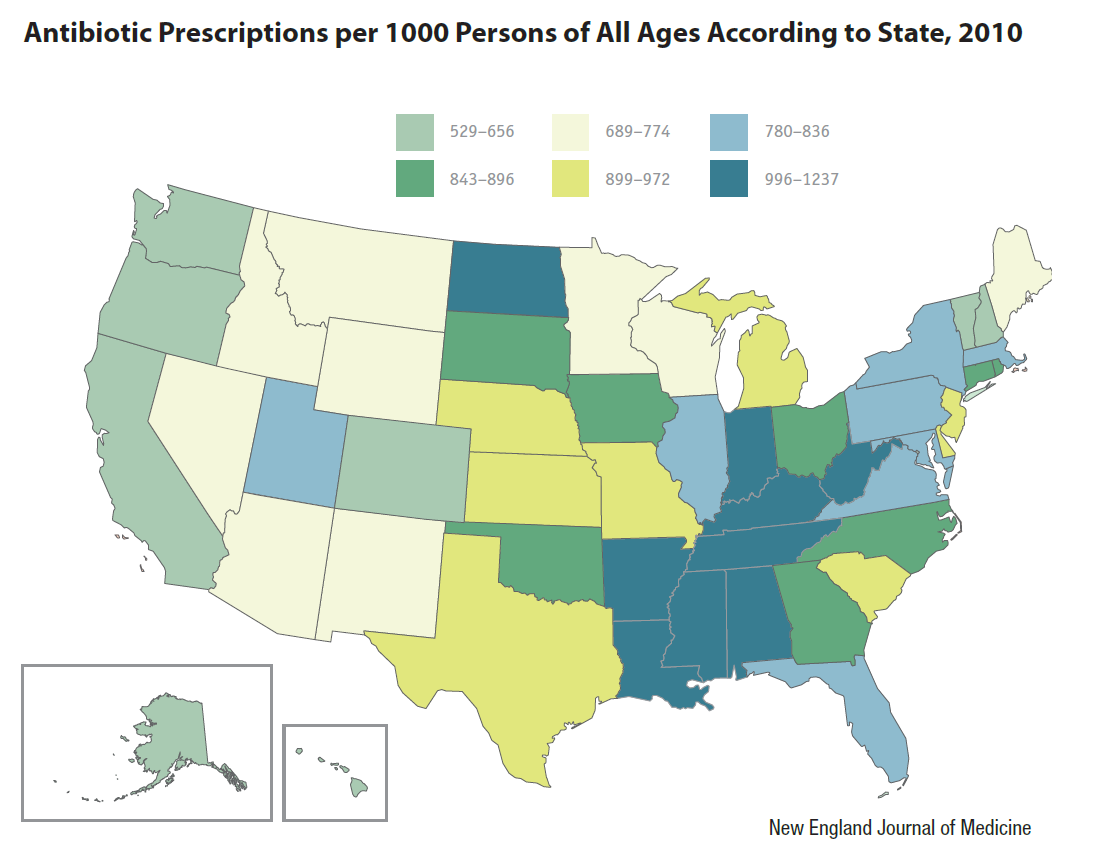 Antibiotic Prescriptions per 1000 Persons of All Ages According to State, 2010
529–656 689–774 780–836
843–896 899–972 996–1237
New England Journal of Medicine